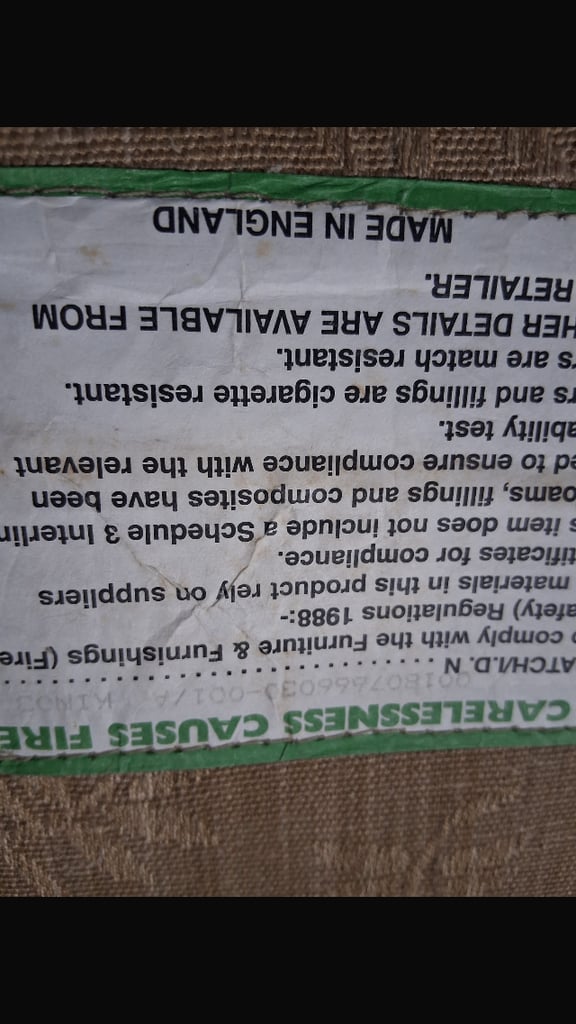 CARELESSNESS CAUSES FIRE
ATCH/I.D. N . . . . . . . . . . . . . . . . . . . . .
comply with the Furniture & Furnishings (Fire
afety) Regulations 1988:-
materials in this product rely on suppliers
tificates for compliance.
s item does not include a Schedule 3 Interlin
oams, fillings and composites have been
ed to ensure compliance with the relevant
ability test.
rs and fillings are cigarette resistant.
rs are match resistant.
HER DETAILS ARE AVAILABLE FROM
RETAILER.
MADE IN ENGLAND